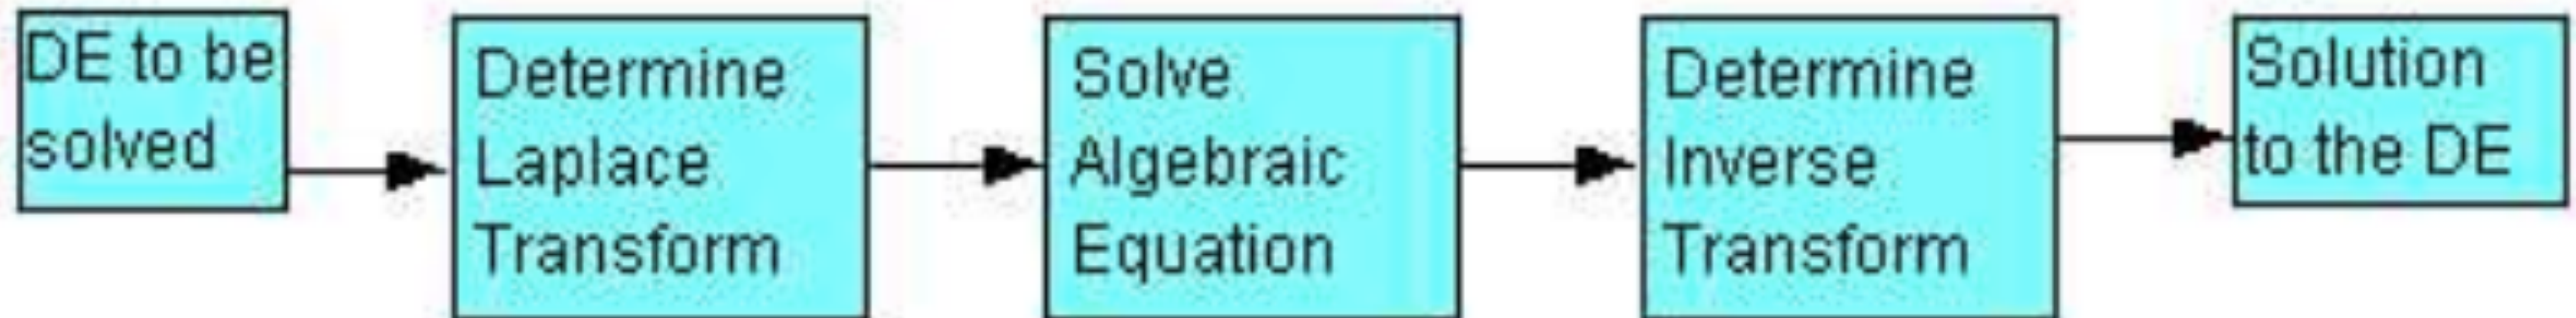 DE to be
solved
Determine
Laplace
Transform
Solve
Algebraic
Equation
Determine
Inverse
Transform
Solution
to the DE